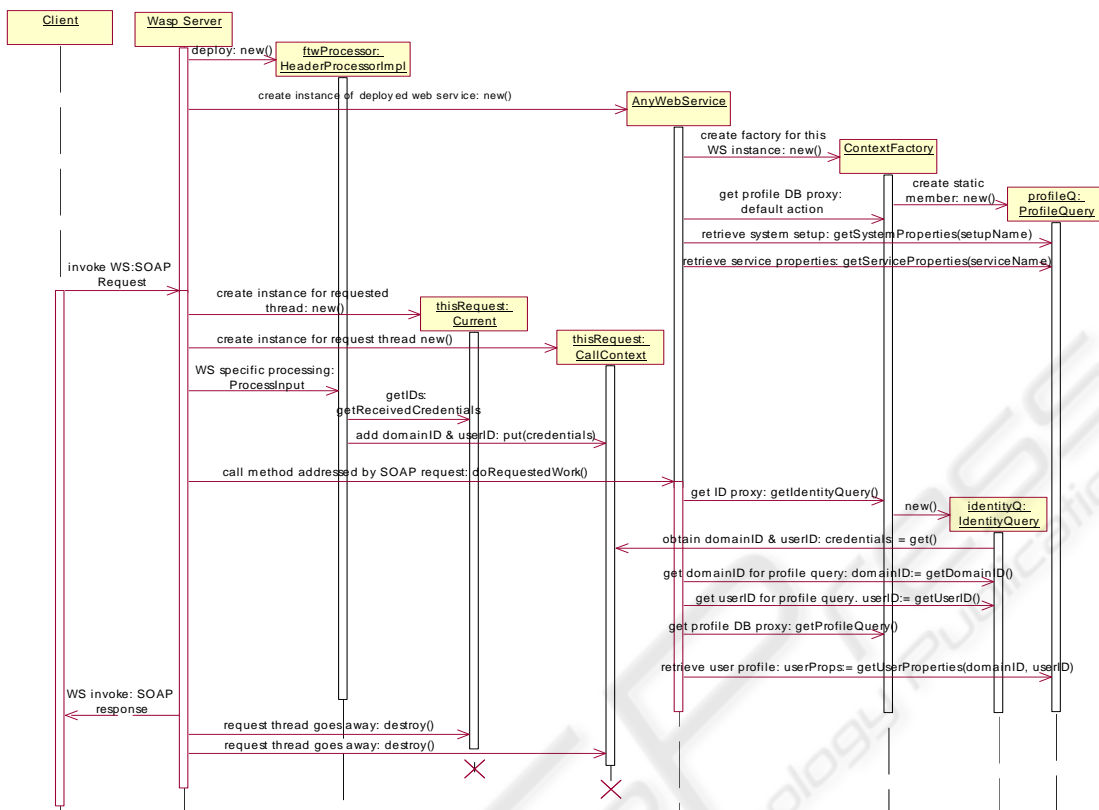 Client
Wasp Server
deploy: new()
ftwProcessor:
HeaderProcessorImpl
create instance of deployed web service: new()
AnyWebService
create factory for this
WS instance: new()
ContextFactory
create static
member: new()
profileQ:
ProfileQuery
get profile DB proxy:
default action
retrieve system setup: getSystemProperties(setupName)
retrieve service properties: getServiceProperties(serviceName)
invoke WS:SOAP
Request
create instance for requested
thread: new()
thisRequest:
Current
create instance for request thread new()
thisRequest:
CallContext
WS specific processing:
ProcessInput
getIDs:
getReceivedCredentials
add domainID & userID: put(credentials)
call method addressed by SOAP request: doRequestedWork()
get ID proxy: getIdentityQuery()
new()
identityQ:
IdentityQuery
obtain domainID & userID: credentials = get()
get domainID for profile query: domainID:= getDomainID()
get userID for profile query. userID:= getUserID()
get profile DB proxy: getProfileQuery()
retrieve user profile: userProps:= getUserProperties(domainID, userID)
WS invoke: SOAP
response
request thread goes away: destroy()
request thread goes away: destroy()